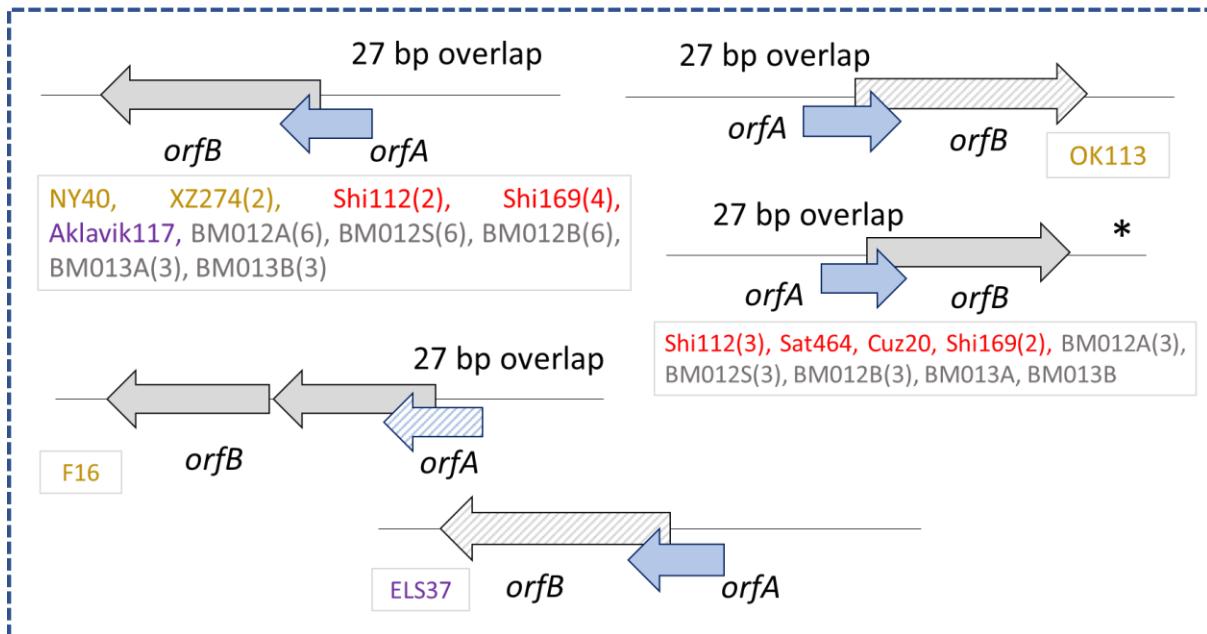 27 bp overlap
orfB
orfA
NY40, XZ274(2), Shi112(2), Shi169(4),
Aklavik117, BM012A(6), BM012S(6), BM012B(6),
BM013A(3), BM013B(3)
27 bp overlap
orfA
orfB
OK113
27 bp overlap
*
orfA
orfB
Shi112(3), Sat464, Cuz20, Shi169(2), BM012A(3),
BM012S(3), BM012B(3), BM013A, BM013B
27 bp overlap
orfB
orfA
F16
ELS37
orfB
orfA